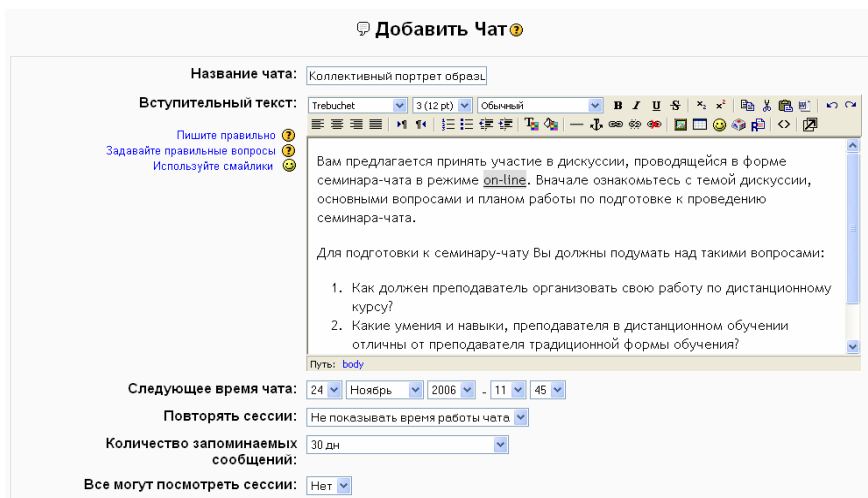 Добавить Чат
Название чата: Коллективный портрет образц
Вступительный текст: Trebuchet 3 (12 pt) Обычный
Пишите правильно
Задавайте правильные вопросы
Используйте смайлики
Вам предлагается принять участие в дискуссии, проводящейся в форме
семинара-чата в режиме on-line. Вначале ознакомьтесь с темой дискуссии,
основными вопросами и планом работы по подготовке к проведению
семинара-чата.
Для подготовки к семинару-чату Вы должны подумать над такими вопросами:
1. Как должен преподаватель организовать свою работу по дистанционному
курсу?
2. Какие умения и навыки, преподавателя в дистанционном обучении
отличны от преподавателя традиционной формы обучения?
Путь: body
Следующее время чата: 24 Ноябрь 2006 - 11 45
Повторять сессии: Не показывать время работы чата
Количество запоминаемых 30 дн
сообщений:
Все могут посмотреть сессии: Нет